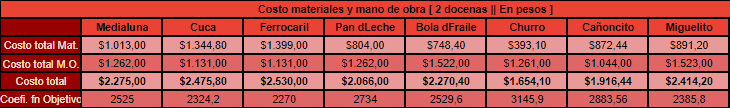 Costo materiales y mano de obra [ 2 docenas || En pesos ]
Medialuna Cuca Ferrocaril Pan dLeche Bola dFraile Churro Cañoncito Miguelito
Costo total Mat. $1.013,00 $1.344,80 $1.399,00 $804,00 $748,40 $393,10 $872,44 $891,20
Costo total M.O. $1.262,00 $1.131,00 $1.131,00 $1.262,00 $1.522,00 $1.261,00 $1.044,00 $1.523,00
Costo total $2.275,00 $2.475,80 $2.530,00 $2.066,00 $2.270,40 $1.654,10 $1.916,44 $2.414,20
Coefi. fn Objetivo 2525 2324,2 2270 2734 2529,6 3145,9 2883,56 2385,8